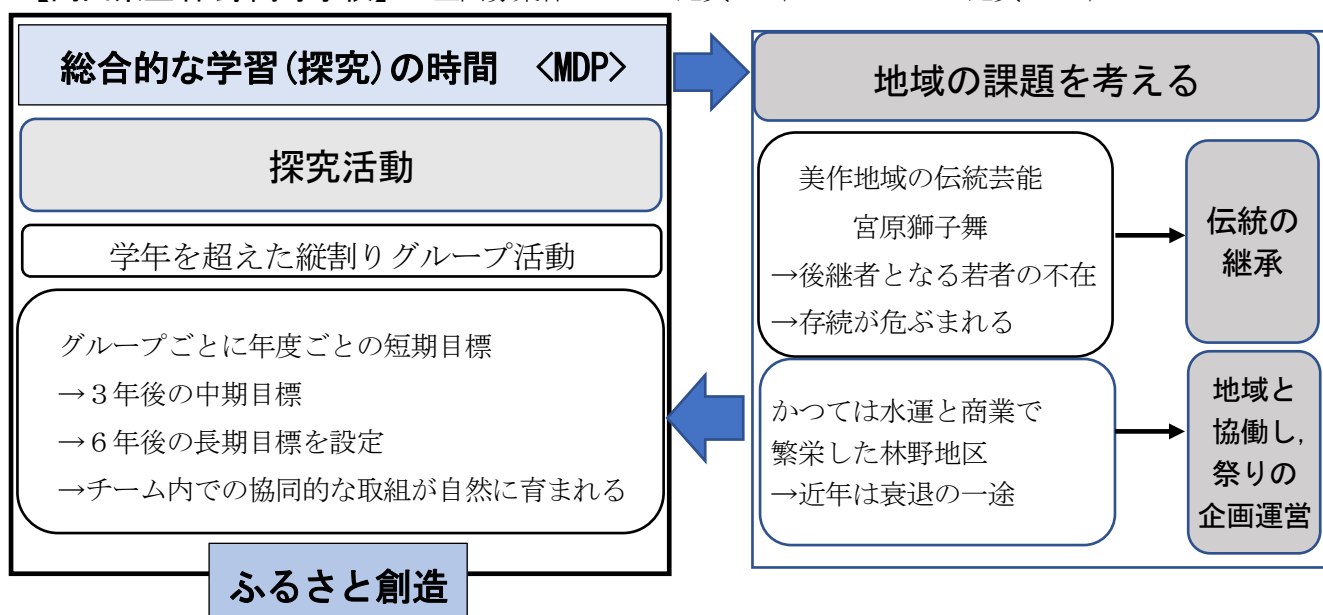 総合的な学習(探究)の時間 <MDP>
探究活動
学年を超えた縦割りグループ活動
グループごとに年度ごとの短期目標
→3年後の中期目標
→6年後の長期目標を設定
→チーム内での協同的な取組が自然に育まれる
ふるさと創造
地域の課題を考える
美作地域の伝統芸能
宮原獅子舞
→後継者となる若者の不在
→存続が危ぶまれる
伝統の
継承
かつては水運と商業で
繁栄した林野地区
→近年は衰退の一途
地域と
協働し,
祭りの
企画運営